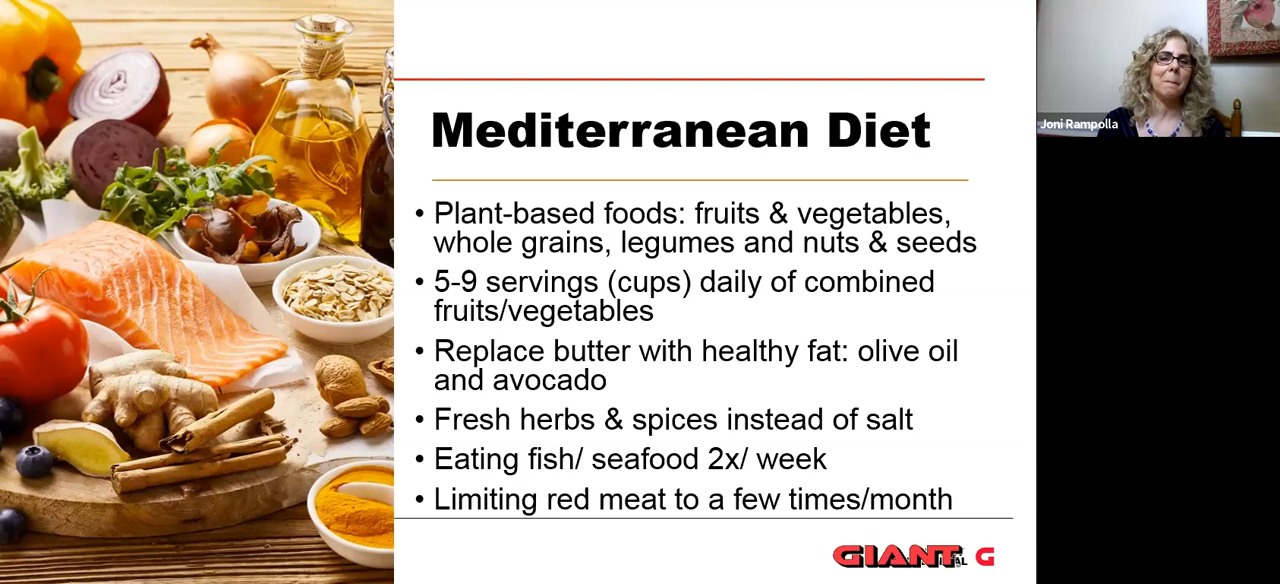 Mediterranean Diet
• Plant-based foods: fruits & vegetables,
whole grains, legumes and nuts & seeds
• 5-9 servings (cups) daily of combined
fruits/vegetables
• Replace butter with healthy fat: olive oil
and avocado
• Fresh herbs & spices instead of salt
• Eating fish/ seafood 2x/ week
• Limiting red meat to a few times/month
GIANT G
Joni Rampolla